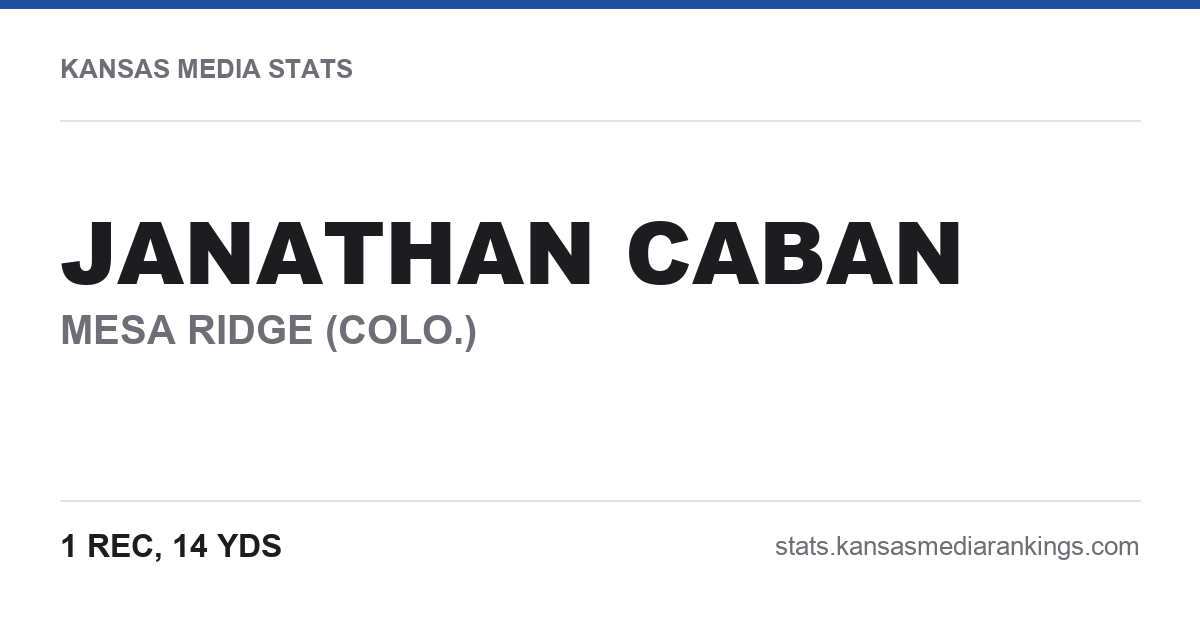 KANSAS MEDIA STATS
JANATHAN CABAN
MESA RIDGE (COLO.)
1 REC, 14 YDS
stats.kansasmediarankings.com